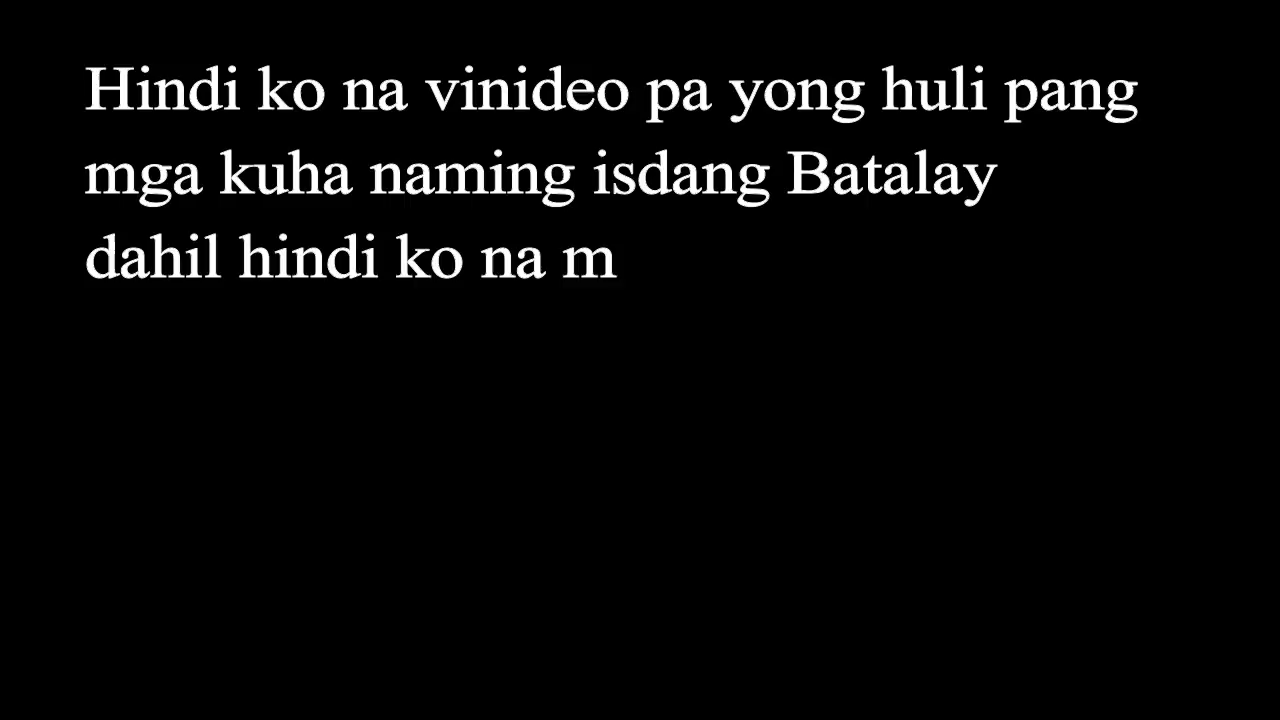 Hindi ko na vinideo pa yong huli pang
mga kuha naming isdang Batalay
dahil hindi ko na m